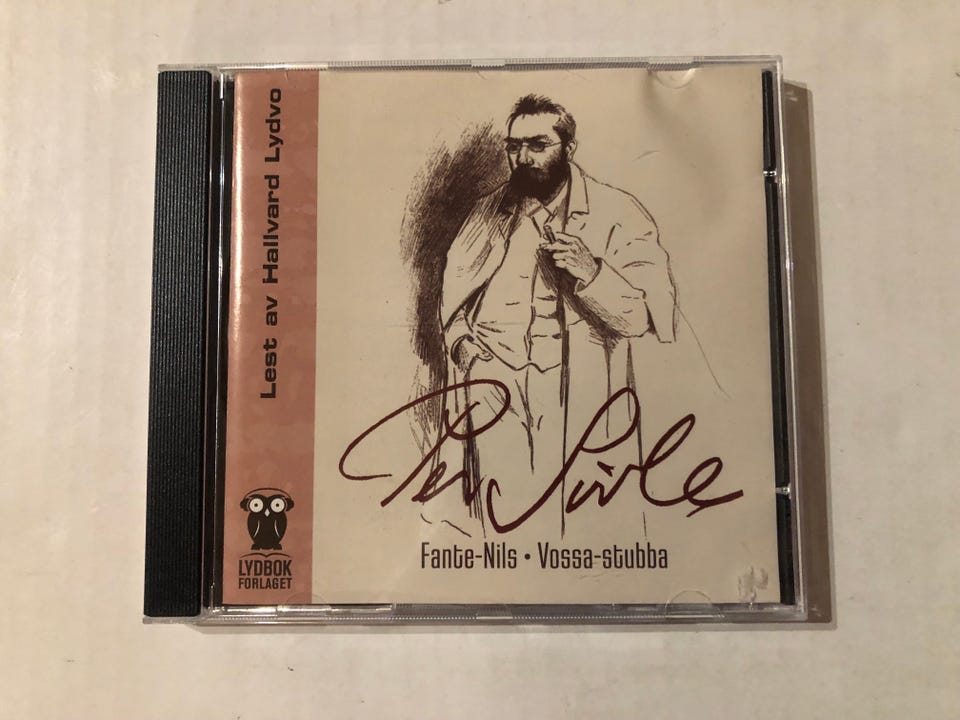 Lest av Hallvard Lydvo
Per Sivle
Fante-Nils • Vossa-stubba
LYDBOK
FORLAGET